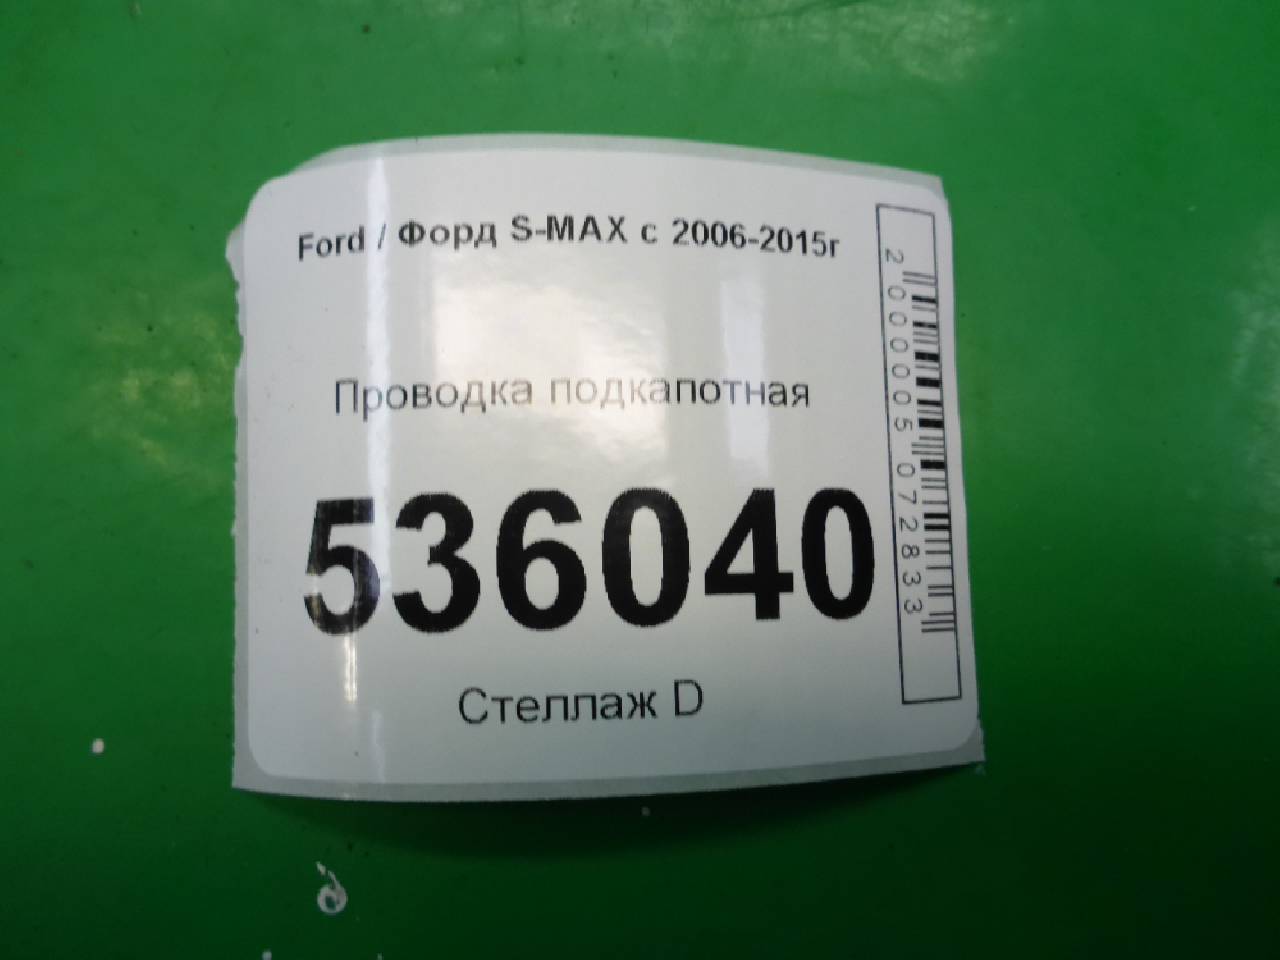 Ford / Форд S-MAX с 2006-2015г
Проводка подкапотная
536040
Стеллаж D
2000005072833